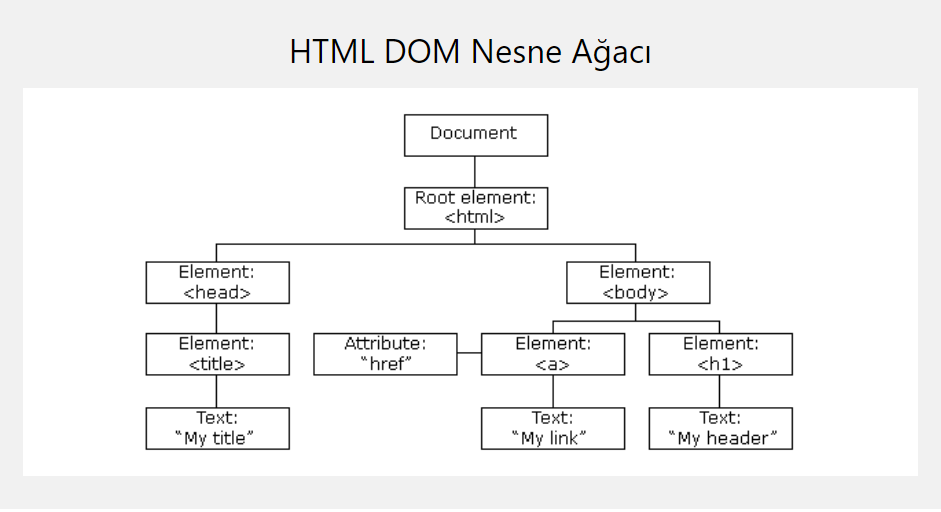 HTML DOM Nesne Ağacı
Document
Root element:
<html>
Element:
<head>
Element:
<body>
Element:
<title>
Attribute:
“href”
Element:
<a>
Element:
<h1>
Text:
“My title”
Text:
“My link”
Text:
“My header”